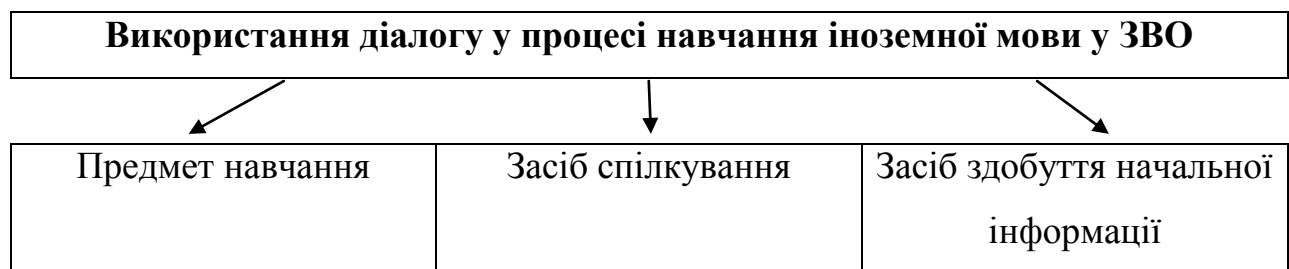 Використання діалогу у процесі навчання іноземної мови у ЗВО
Предмет навчання
Засіб спілкування
Засіб здобуття начальної
інформації